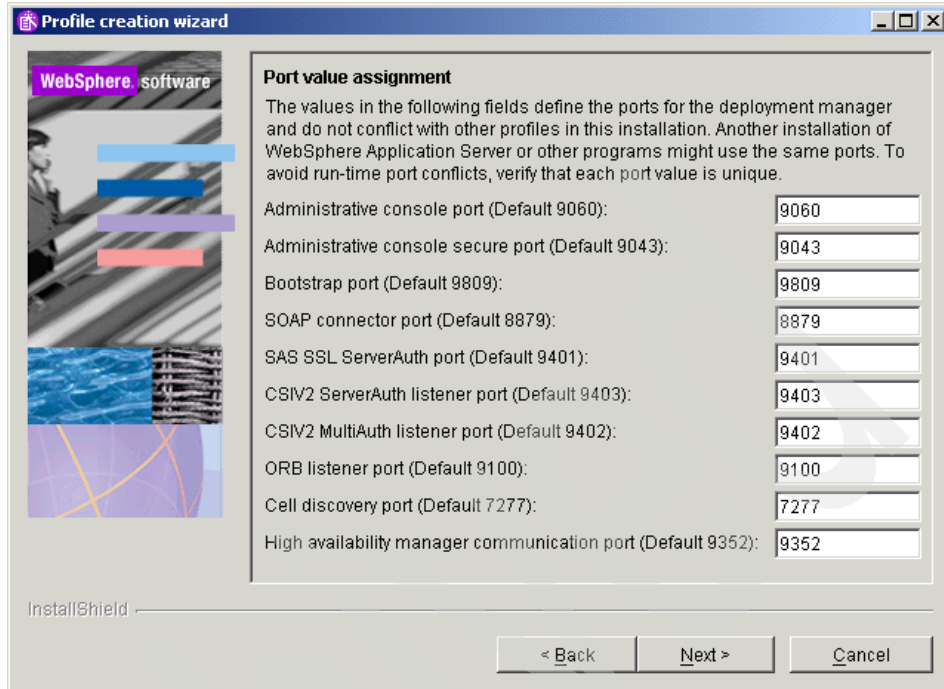 Profile creation wizard
WebSphere. software
Port value assignment
The values in the following fields define the ports for the deployment manager
and do not conflict with other profiles in this installation. Another installation of
WebSphere Application Server or other programs might use the same ports. To
avoid run-time port conflicts, verify that each port value is unique.
Administrative console port (Default 9060): 9060
Administrative console secure port (Default 9043): 9043
Bootstrap port (Default 9809): 9809
SOAP connector port (Default 8879): 8879
SAS SSL ServerAuth port (Default 9401): 9401
CSIV2 ServerAuth listener port (Default 9403): 9403
CSIV2 MultiAuth listener port (Default 9402): 9402
ORB listener port (Default 9100): 9100
Cell discovery port (Default 7277): 7277
High availability manager communication port (Default 9352): 9352
InstallShield
< Back Next > Cancel